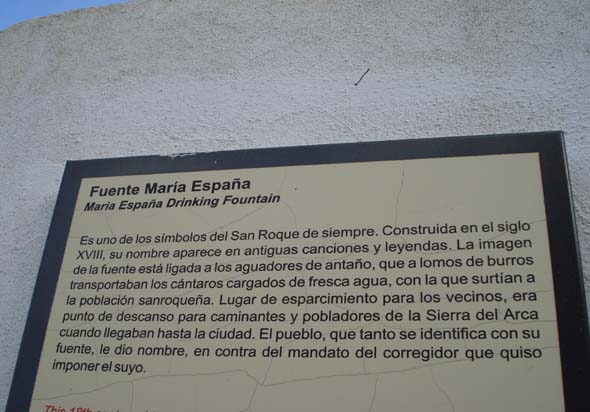 Fuente María España
María España Drinking Fountain
Es uno de los símbolos del San Roque de siempre. Construida en el siglo
XVIII, su nombre aparece en antiguas canciones y leyendas. La imagen
de la fuente está ligada a los aguadores de antaño, que a lomos de burros
transportaban los cántaros cargados de fresca agua, con la que surtían a
la población sanroqueña. Lugar de esparcimiento para los vecinos, era
punto de descanso para caminantes y pobladores de la Sierra del Arca
cuando llegaban hasta la ciudad. El pueblo, que tanto se identifica con su
fuente, le dio nombre, en contra del mandato del corregidor que quiso
imponer el suyo.
This 18th